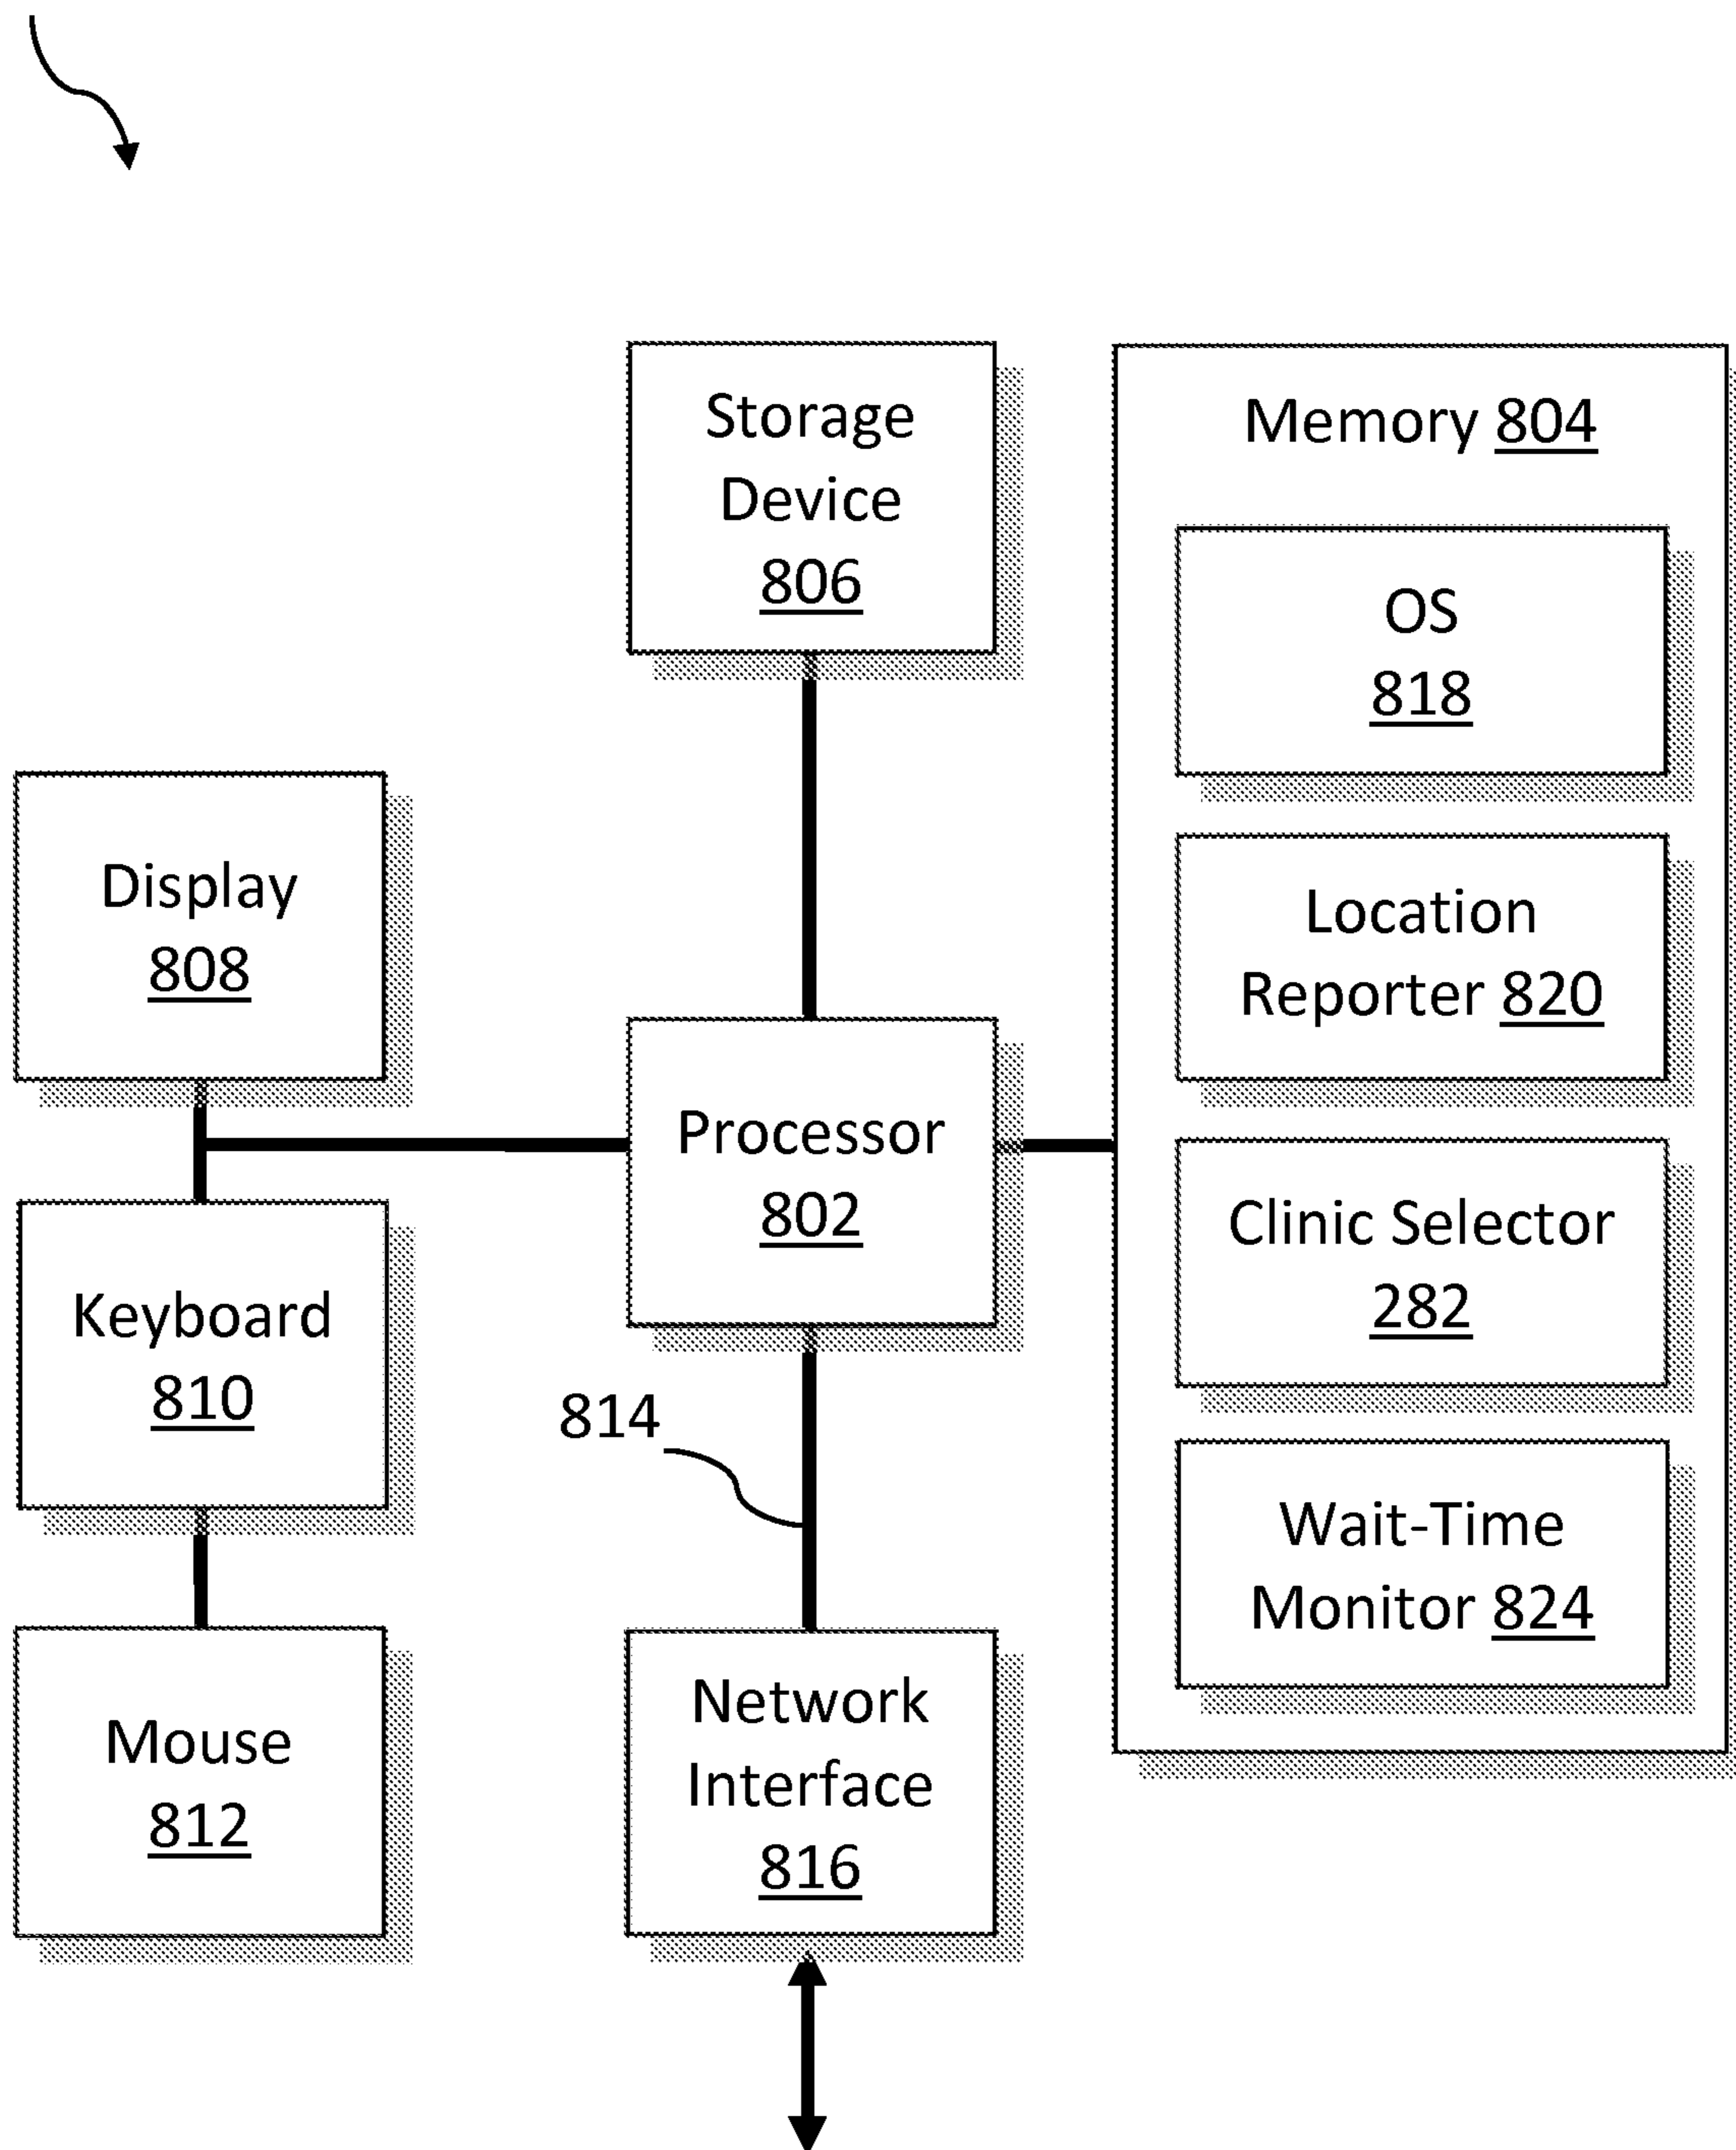 Storage
Device
806
Memory 804
OS
818
Location
Reporter 820
Clinic Selector
282
Wait-Time
Monitor 824
Display
808
Processor
802
Keyboard
810
814
Mouse
812
Network
Interface
816